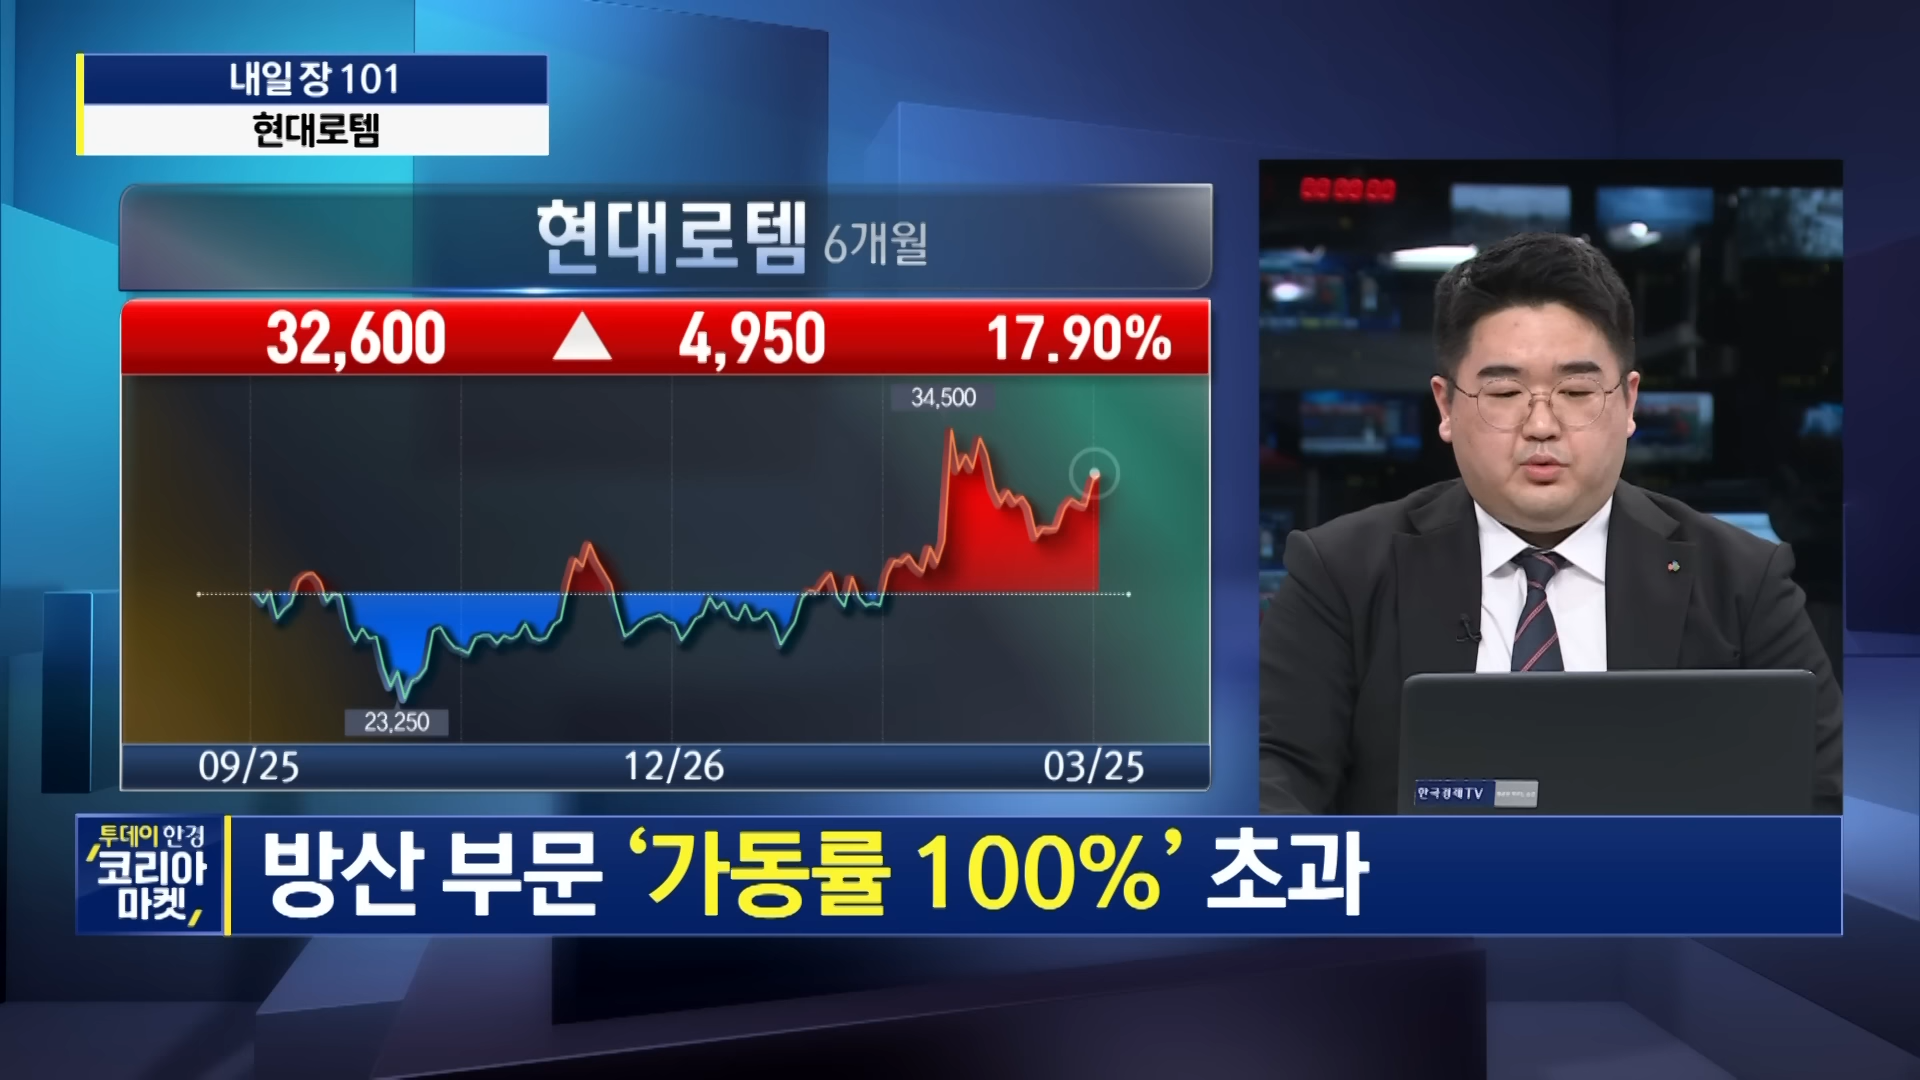 내일 장 101
현대로템
현대로템 6개월
32,600 ▲ 4,950 17.90%
34,500
23,250
09/25 12/26 03/25
한국경제TV
투데이 한경
코리아
마켓
방산 부문 ‘가동률 100%’ 초과